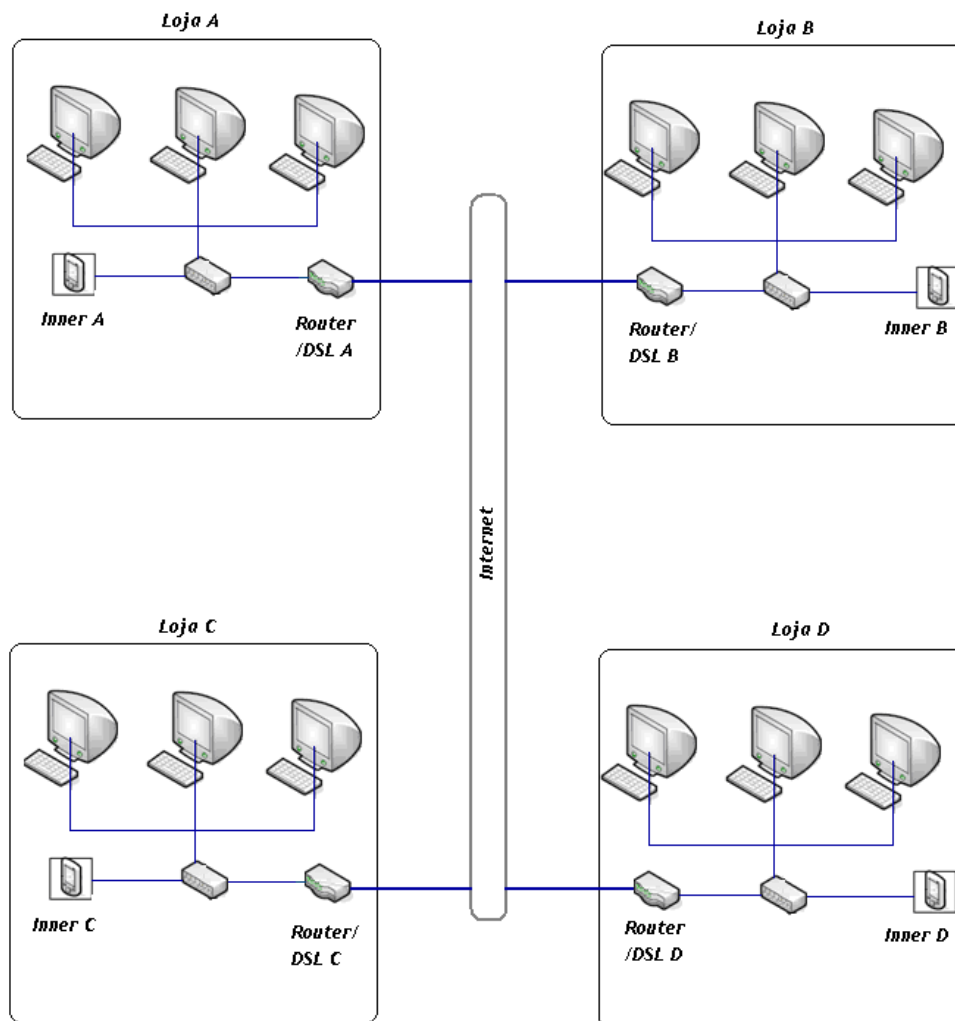 Loja A
Loja B
Inner A
Router
/DSL A
Router/
DSL B
Inner B
Internet
Loja C
Loja D
Inner C
Router/
DSL C
Router
/DSL D
Inner D